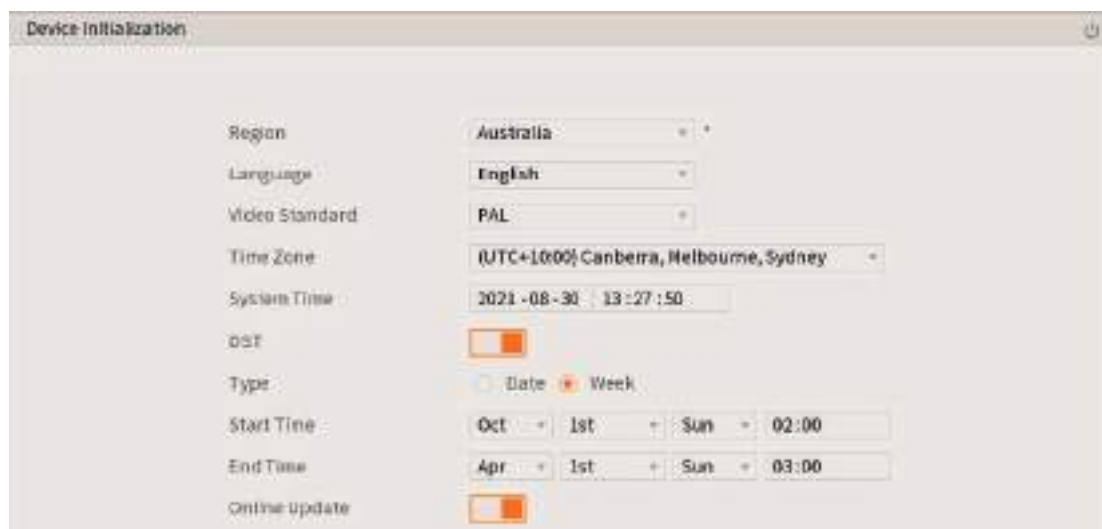 Device Initialization
Region Australia *
Language English
Video Standard PAL
Time Zone (UTC+10:00) Canberra, Melbourne, Sydney
System Time 2021-08-30 13:27:50
DST
Type Date Week
Start Time Oct 1st Sun 02:00
End Time Apr 1st Sun 03:00
Online Update